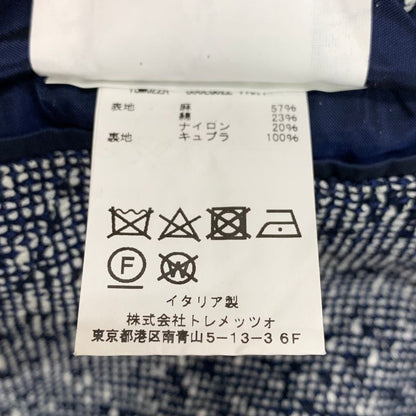 表地 麻 57%
綿 23%
ナイロン 20%
裏地 キュプラ 100%
F
W
イタリア製
株式会社トレメッツォ
東京都港区南青山5-13-3 6F